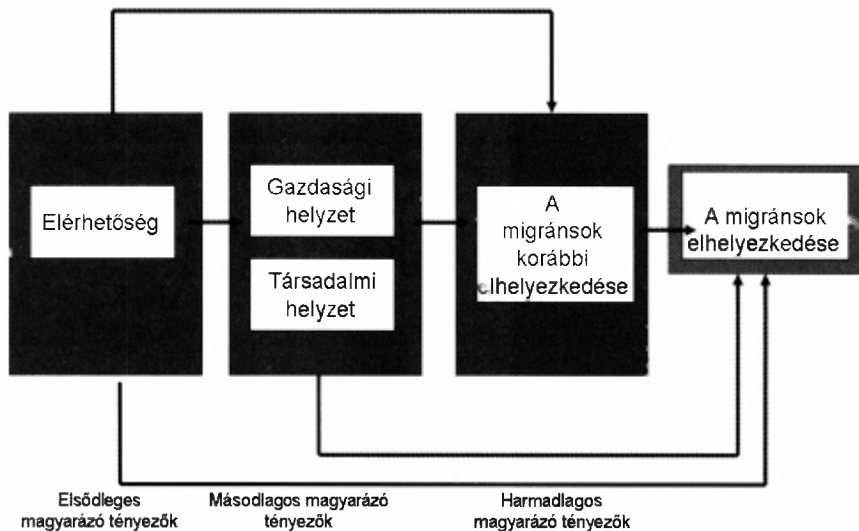 Elérhetőség
Gazdasági
helyzet
Társadalmi
helyzet
A
migránsok
korábbi
elhelyezkedése
A migránsok
elhelyezkedése
Elsődleges
magyarázó tényezők
Másodlagos magyarázó
tényezők
Harmadlagos
magyarázó tényezők